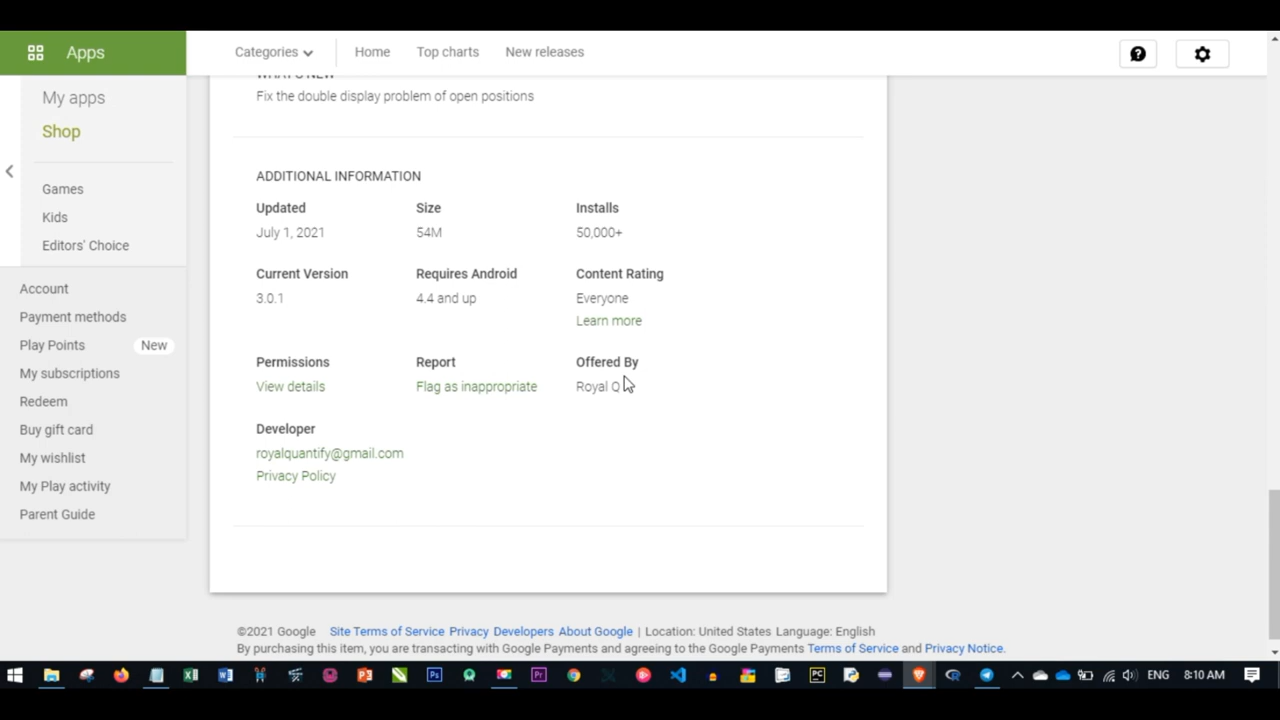 Apps
Categories
Home
Top charts
New releases
My apps
Shop
Games
Kids
Editors' Choice
Account
Payment methods
Play Points
New
My subscriptions
Redeem
Buy gift card
My wishlist
My Play activity
Parent Guide
WHAT'S NEW
Fix the double display problem of open positions
ADDITIONAL INFORMATION
Updated
Size
Installs
July 1, 2021
54M
50,000+
Current Version
Requires Android
Content Rating
3.0.1
4.4 and up
Everyone
Learn more
Permissions
Report
Offered By
View details
Flag as inappropriate
Royal Q
Developer
royalquantify@gmail.com
Privacy Policy
©2021 Google Site Terms of Service Privacy Developers About Google | Location: United States Language: English
By purchasing this item, you are transacting with Google Payments and agreeing to the Google Payments Terms of Service and Privacy Notice.
ENG
8:10 AM